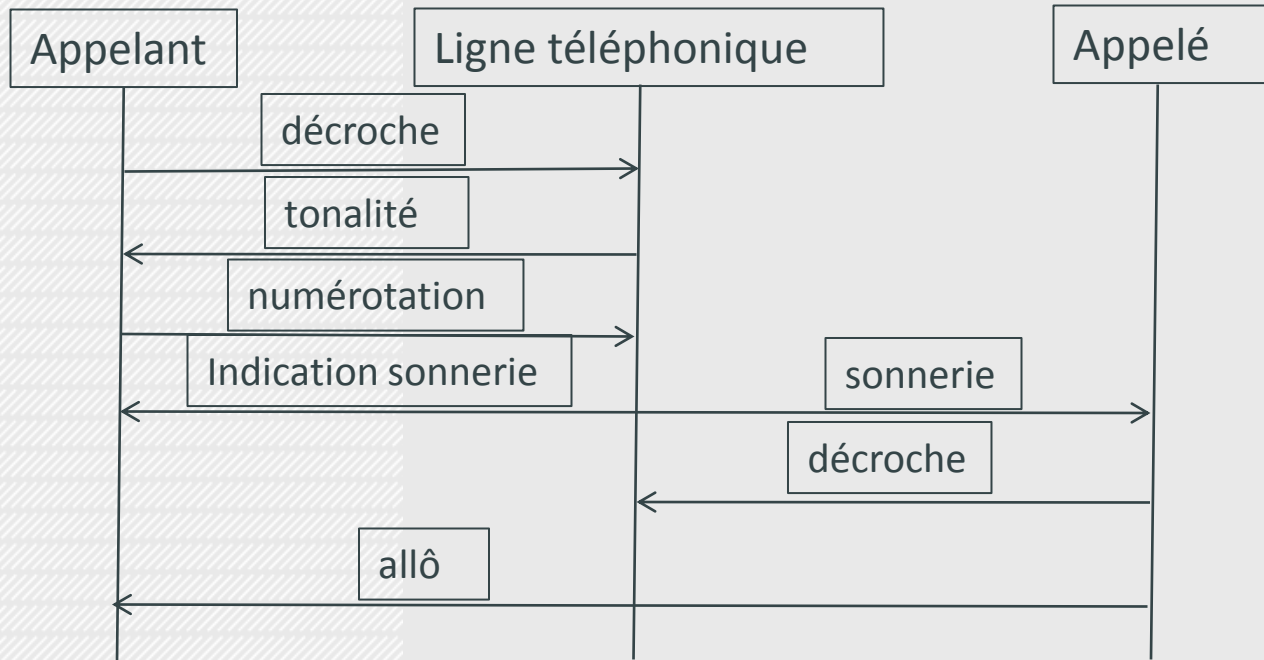 Appelant
Ligne téléphonique
Appelé
décroche
tonalité
numérotation
Indication sonnerie
sonnerie
décroche
allô